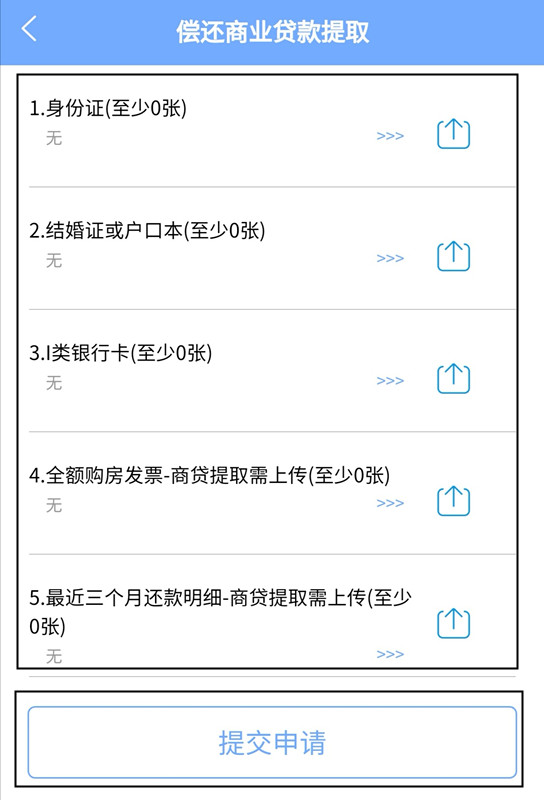 偿还商业贷款提取
1.身份证(至少0张)
无
>>>
2.结婚证或户口本(至少0张)
无
>>>
3.I类银行卡(至少0张)
无
>>>
4.全额购房发票-商贷提取需上传(至少0张)
无
>>>
5.最近三个月还款明细-商贷提取需上传(至少
0张)
无
>>>
提交申请